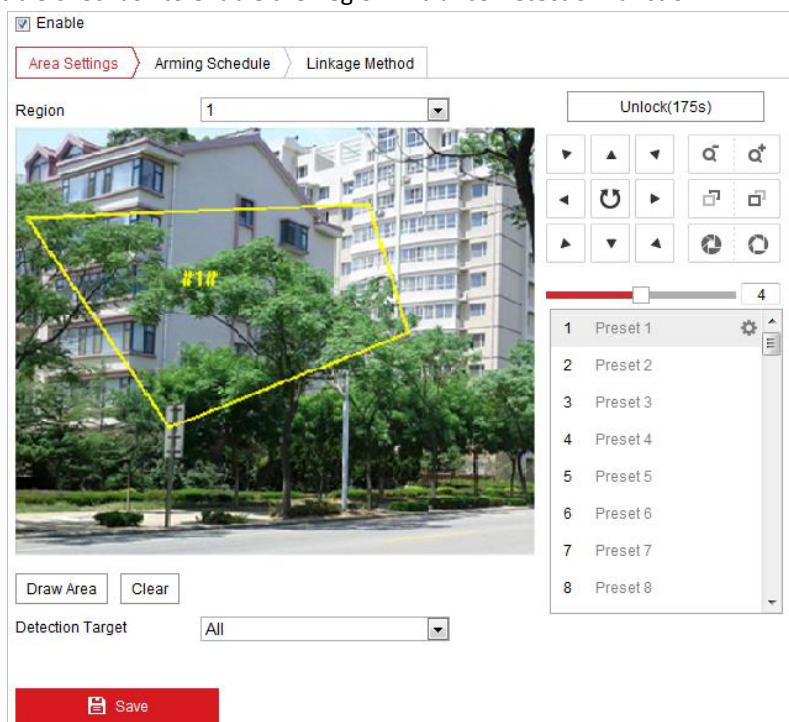 Enable
Area Settings Arming Schedule Linkage Method
Region 1
Unlock(175s)
#1#
4
1 Preset 1
2 Preset 2
3 Preset 3
4 Preset 4
5 Preset 5
6 Preset 6
7 Preset 7
8 Preset 8
Draw Area Clear
Detection Target All
Save